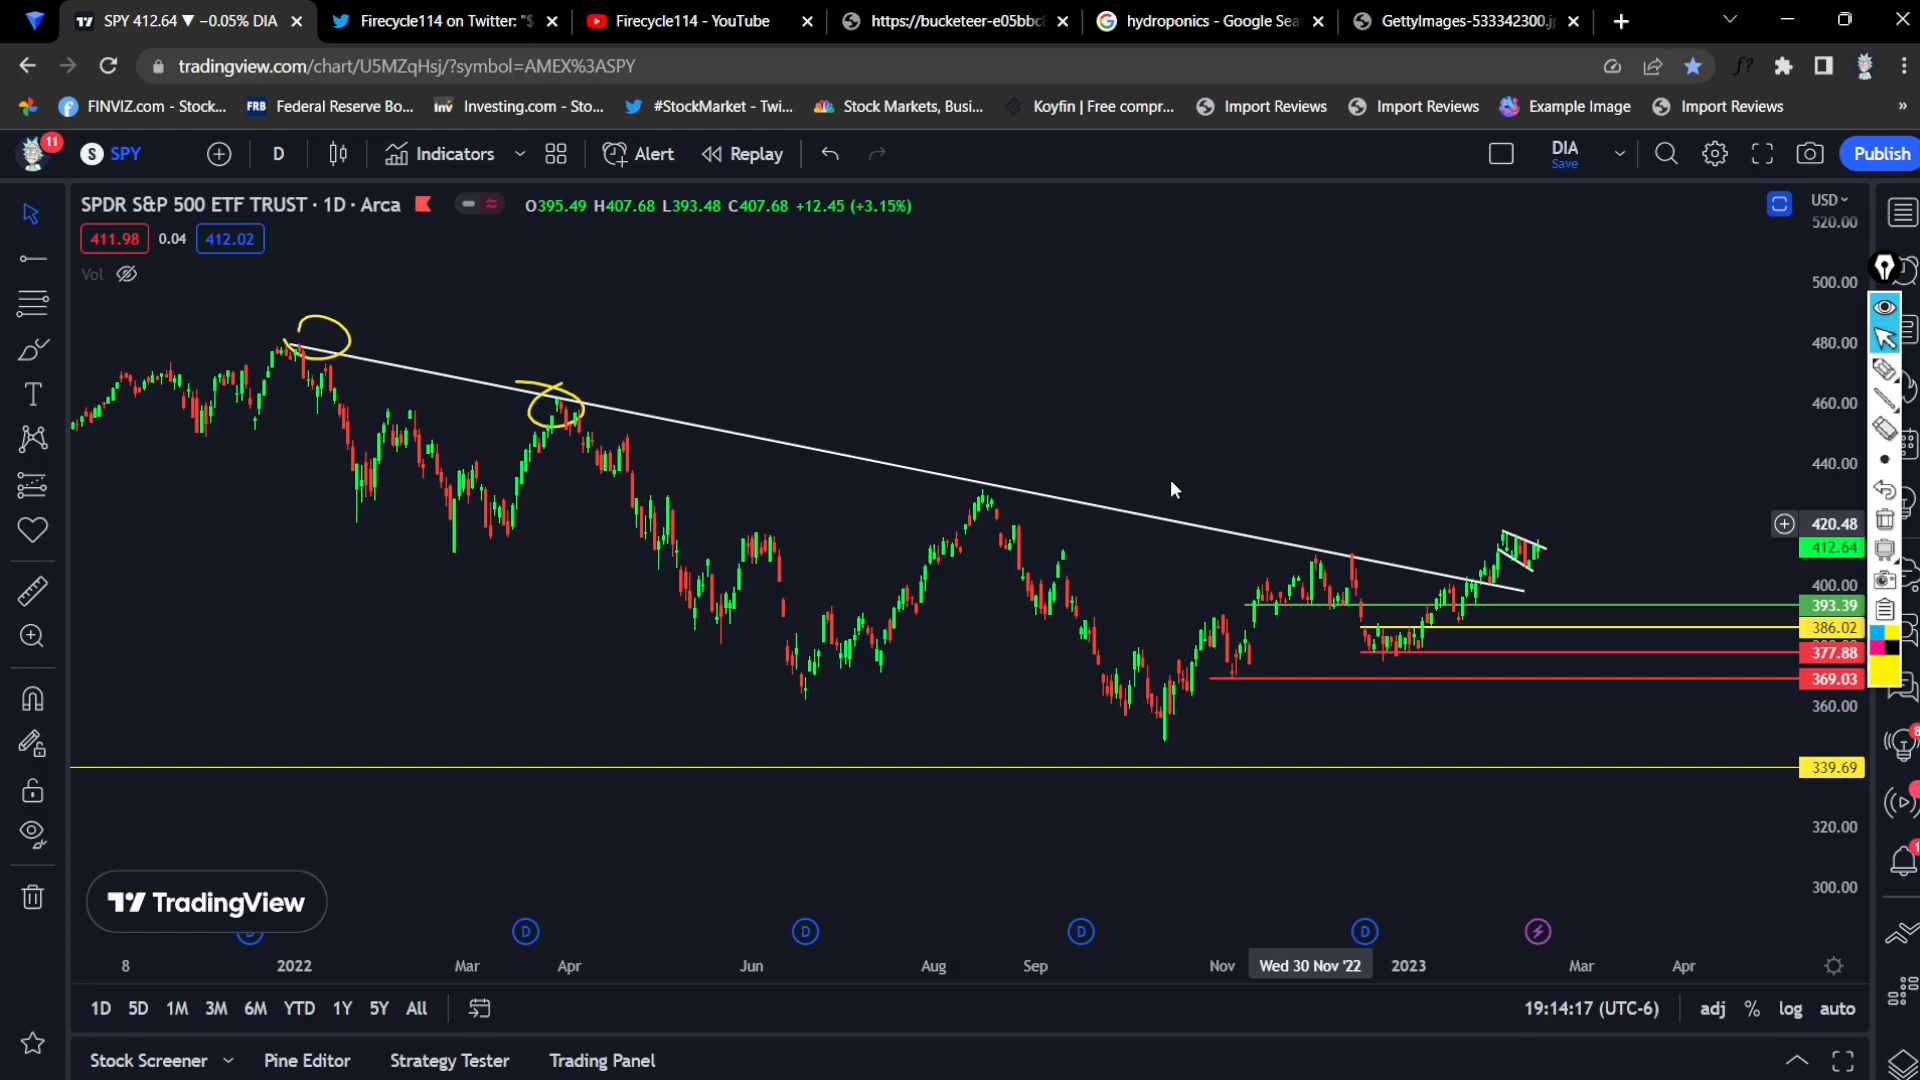 SPY 412.64 ▼ −0.05% DIA
Firecycle114 on Twitter: "$
Firecycle114 - YouTube
https://bucketeer-e05bbc
hydroponics - Google Sea
GettyImages-533342300.j
tradingview.com/chart/U5MZqHsj/?symbol=AMEX%3ASPY
f?
FINVIZ.com - Stock...
FRB Federal Reserve Bo...
Inv Investing.com - Sto...
#StockMarket - Twi...
Stock Markets, Busi...
Koyfin | Free compr...
Import Reviews
Import Reviews
Example Image
Import Reviews
»
11
S SPY
D
Indicators
Alert
Replay
DIA
Save
Publish
SPDR S&P 500 ETF TRUST · 1D · Arca
O395.49 H407.68 L393.48 C407.68 +12.45 (+3.15%)
USD
411.98 0.04 412.02
Vol
520.00
500.00
480.00
460.00
440.00
420.48
412.64
400.00
393.39
386.02
377.88
369.03
360.00
339.69
320.00
300.00
TradingView
D
D
D
D
8
2022
Mar
Apr
Jun
Aug
Sep
Nov
Wed 30 Nov '22
2023
Mar
Apr
1D 5D 1M 3M 6M YTD 1Y 5Y All
19:14:17 (UTC-6)
adj % log auto
Stock Screener
Pine Editor
Strategy Tester
Trading Panel